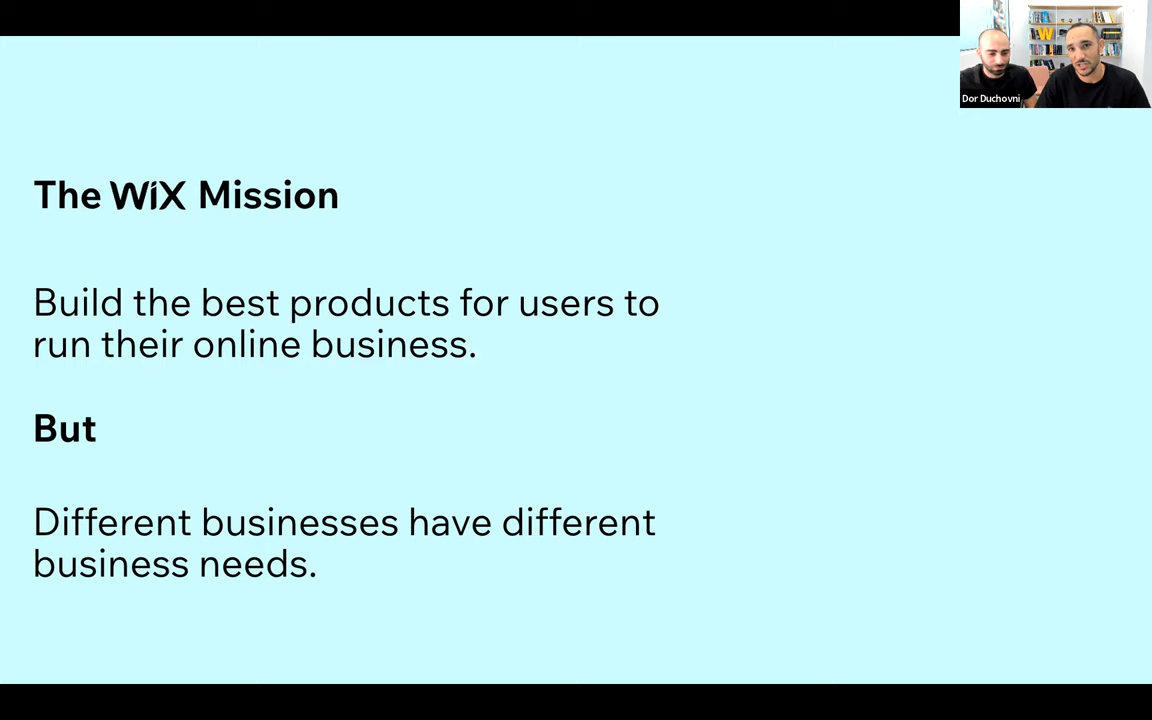 Dor Duchovni
The WiX Mission
Build the best products for users to
run their online business.
But
Different businesses have different
business needs.